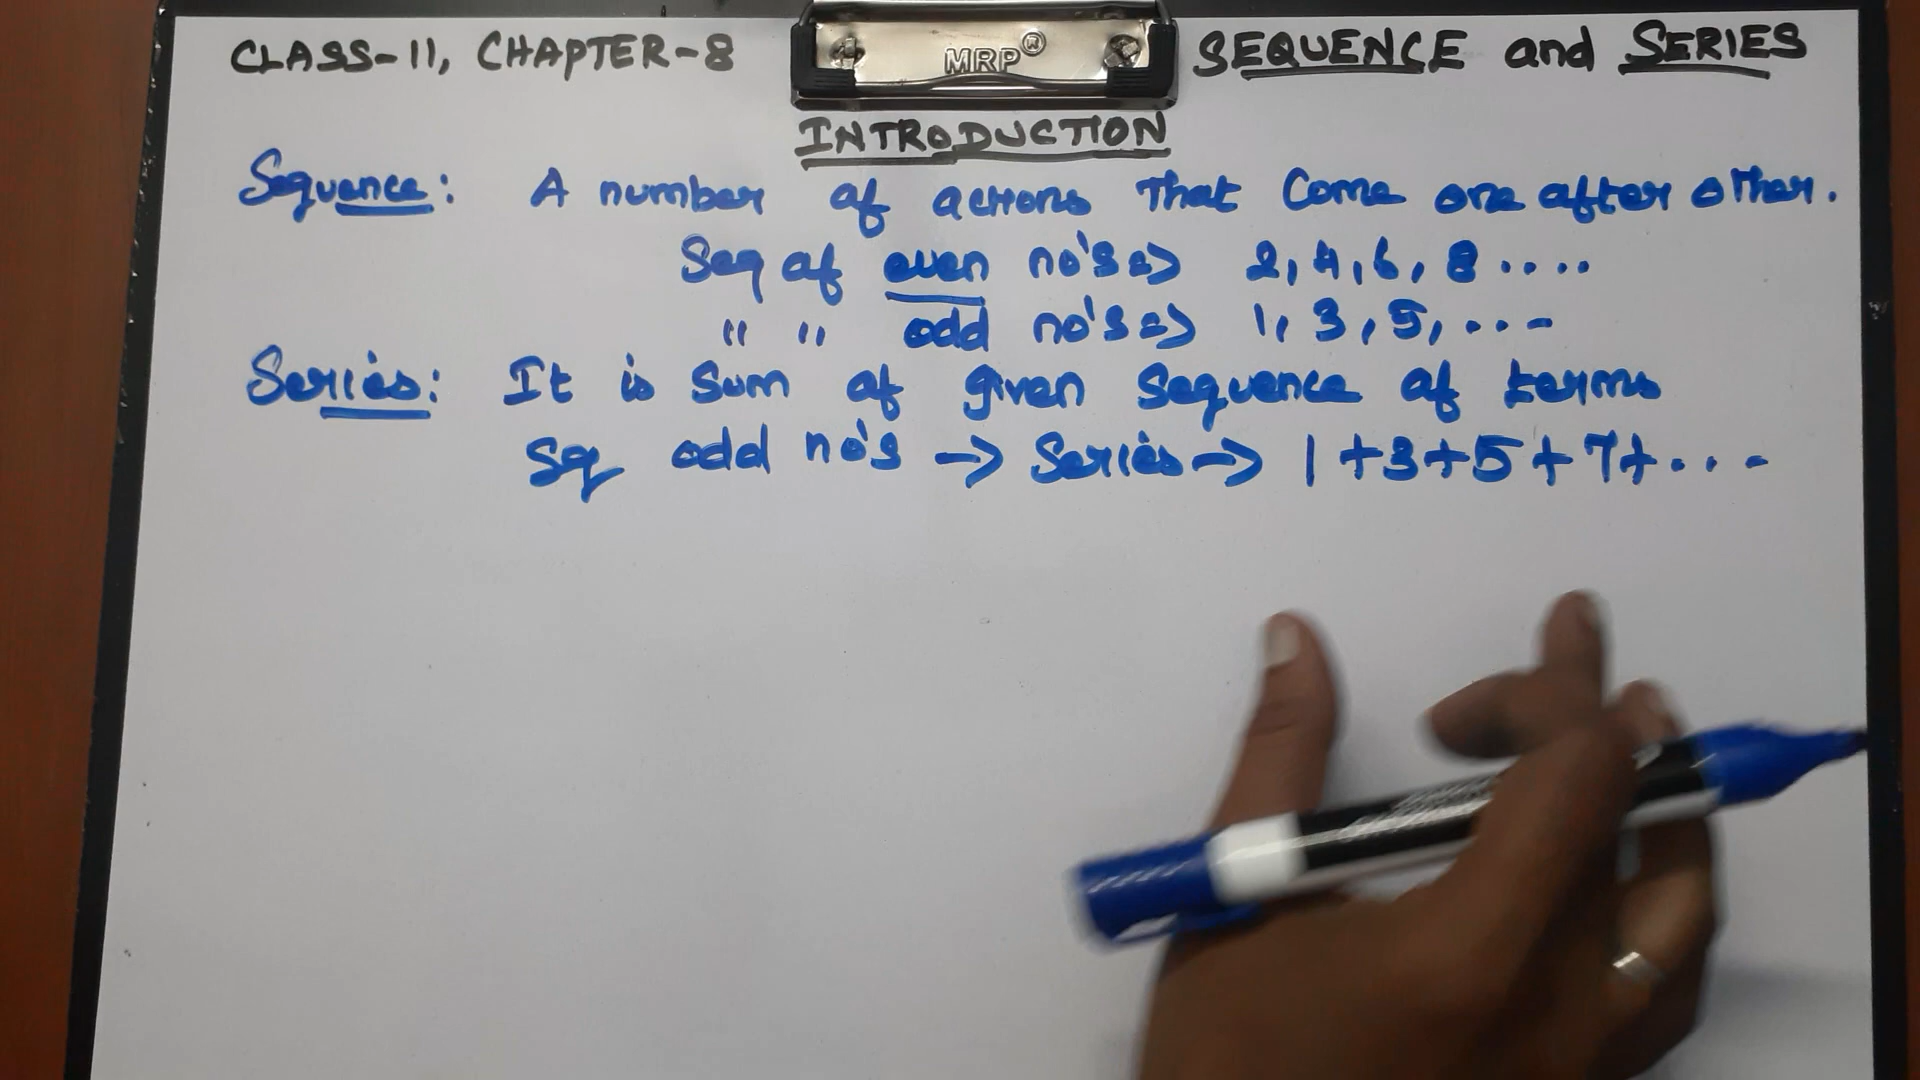 CLASS-11, CHAPTER-8
MRP®
SEQUENCE and SERIES
INTRODUCTION
Sequence: A number of actions that Come one after other.
Seq of even no's => 2, 4, 6, 8 ....
" " odd no's => 1, 3, 5, ....
Series: It is Sum of given Sequence of terms
Sq odd no's -> Series -> 1+3+5+7+....